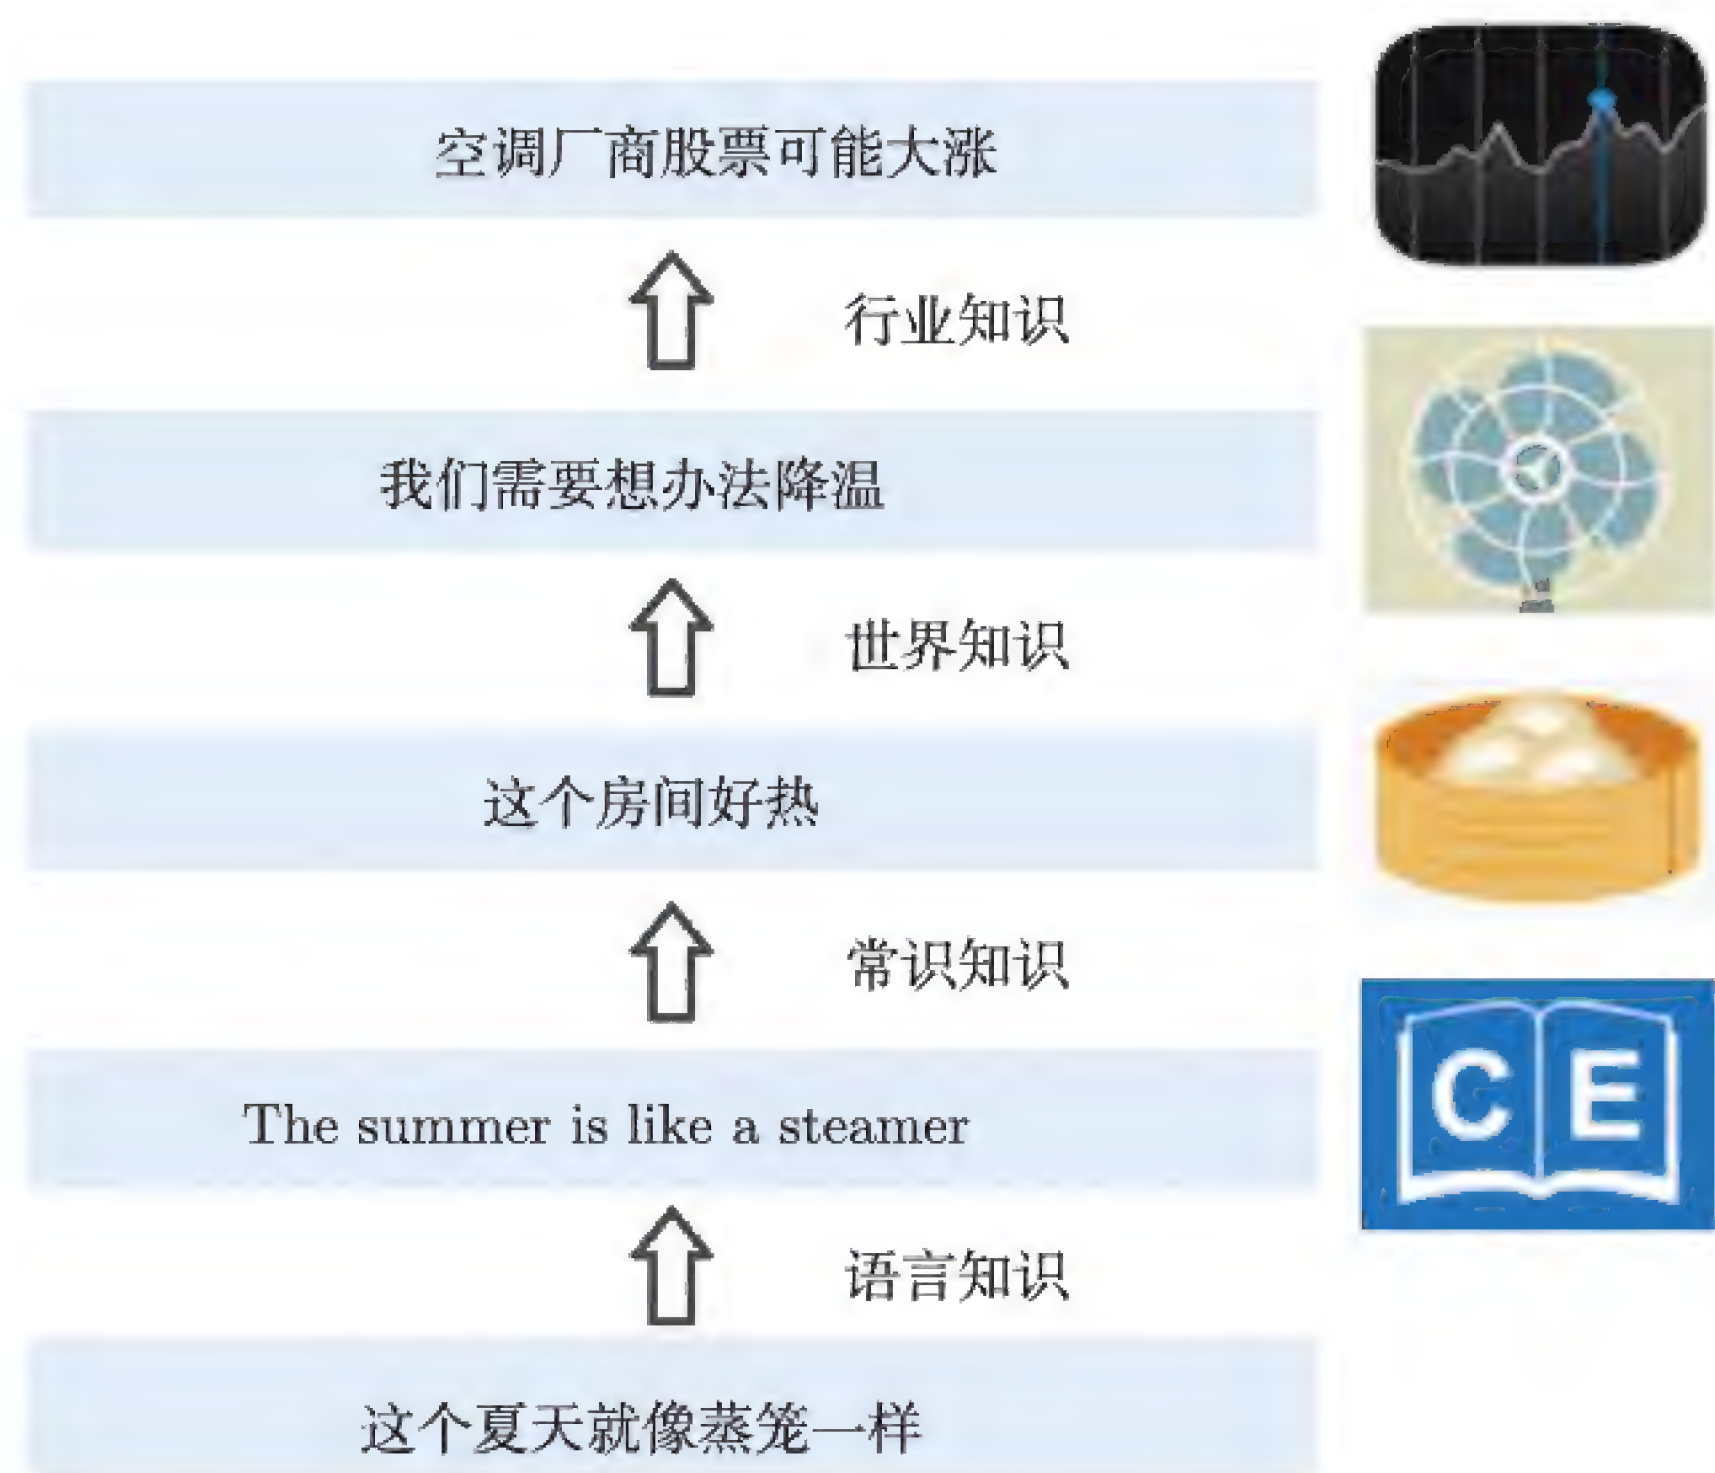 空调厂商股票可能大涨
行业知识
我们需要想办法降温
世界知识
这个房间好热
常识知识
The summer is like a steamer
C E
语言知识
这个夏天就像蒸笼一样